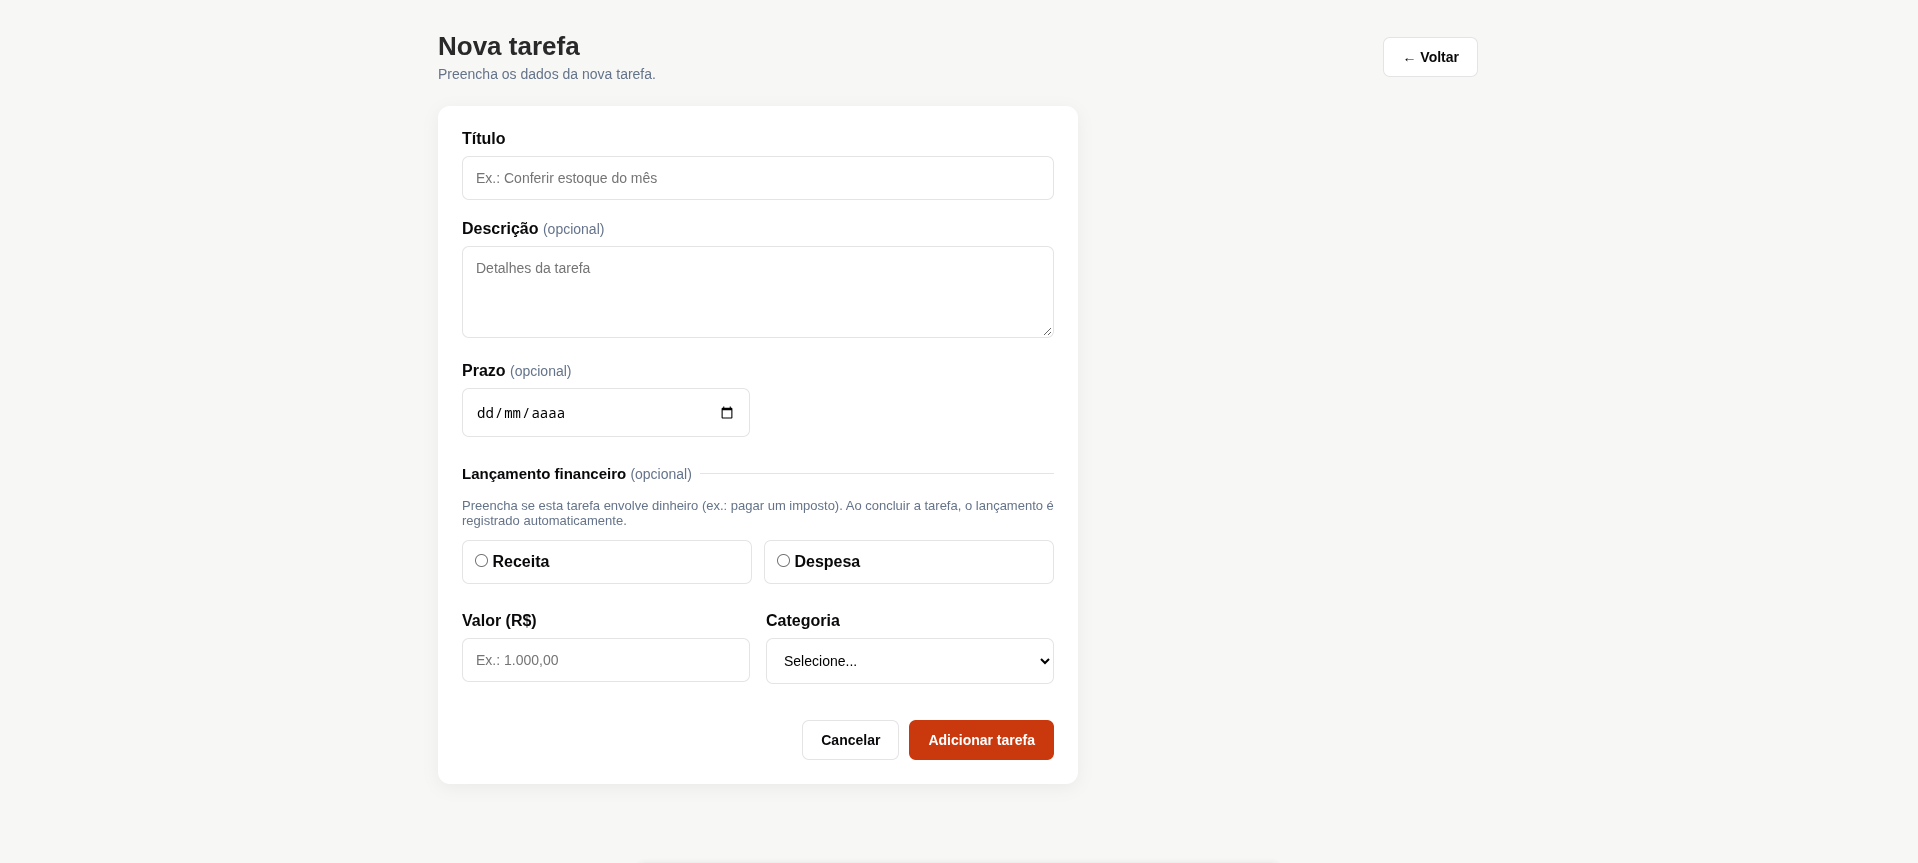 Nova tarefa
Preencha os dados da nova tarefa.
← Voltar
Título
Ex.: Conferir estoque do mês
Descrição (opcional)
Detalhes da tarefa
Prazo (opcional)
dd/mm/aaaa
Lançamento financeiro (opcional)
Preencha se esta tarefa envolve dinheiro (ex.: pagar um imposto). Ao concluir a tarefa, o lançamento é
registrado automaticamente.
Receita
Despesa
Valor (R$)
Categoria
Ex.: 1.000,00
Selecione...
Cancelar
Adicionar tarefa